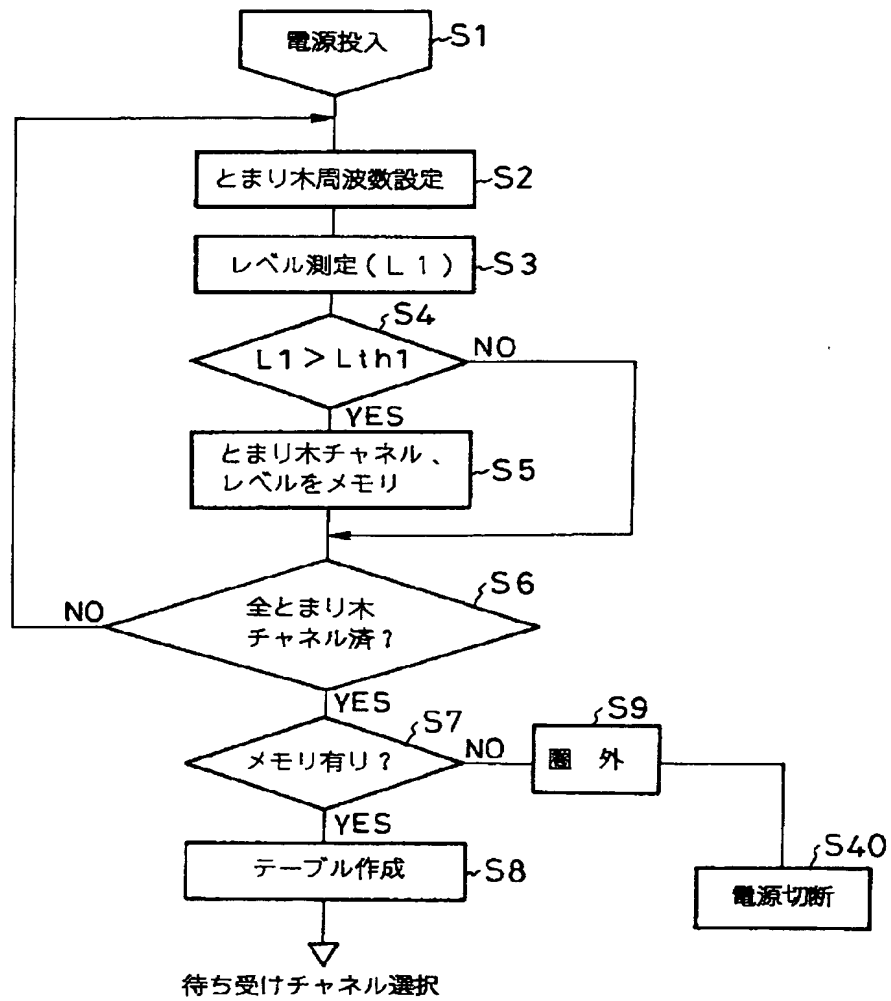 電源投入
S1
とまり木周波数設定
S2
レベル測定(L1)
S3
S4
L1>Lth1
NO
YES
とまり木チャネル、
レベルをメモリ
S5
S6
全とまり木
チャネル済?
NO
YES
S7
メモリ有り?
NO
S9
圏 外
YES
テーブル作成
S8
S40
電源切断
待ち受けチャネル選択